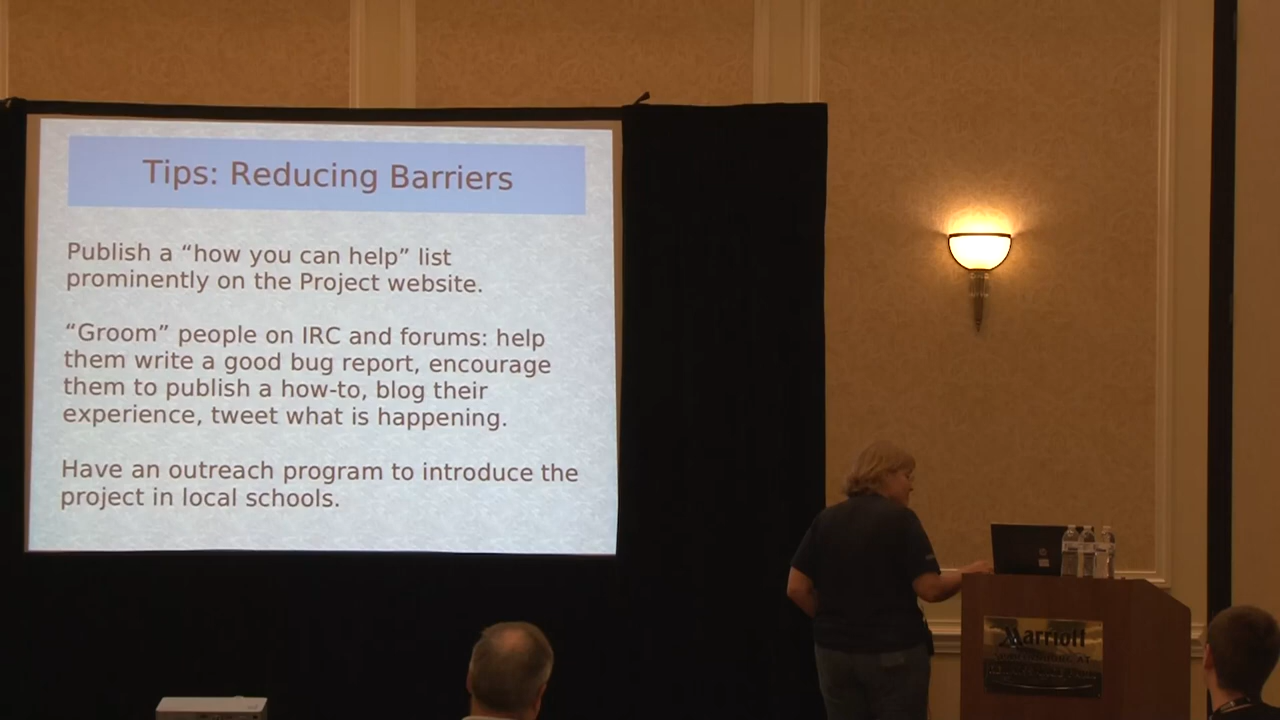 Tips: Reducing Barriers
Publish a “how you can help” list
prominently on the Project website.
“Groom” people on IRC and forums: help
them write a good bug report, encourage
them to publish a how-to, blog their
experience, tweet what is happening.
Have an outreach program to introduce the
project in local schools.
Marriott